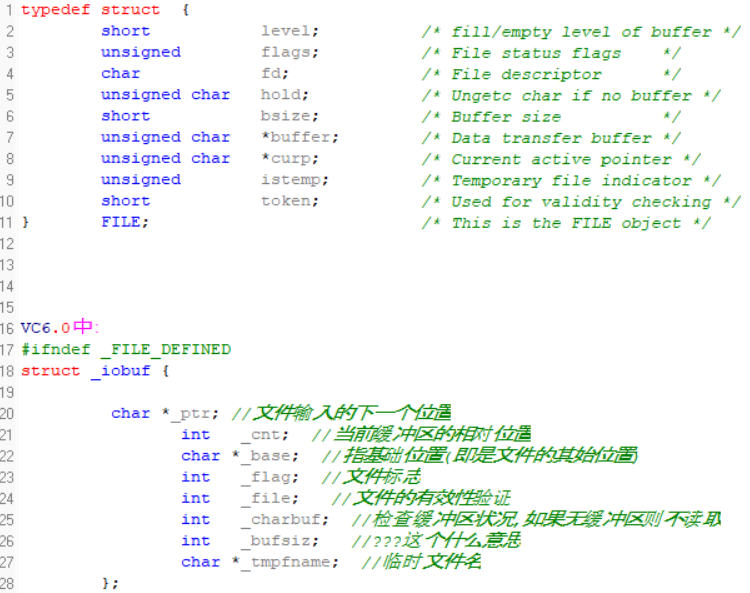 1 typedef struct {
2 short level; /* fill/empty level of buffer */
3 unsigned flags; /* File status flags */
4 char fd; /* File descriptor */
5 unsigned char hold; /* Ungetc char if no buffer */
6 short bsize; /* Buffer size */
7 unsigned char *buffer; /* Data transfer buffer */
8 unsigned char *curp; /* Current active pointer */
9 unsigned istemp; /* Temporary file indicator */
10 short token; /* Used for validity checking */
11 } FILE; /* This is the FILE object */
12
13
14
15
16 VC6.0中:
17 #ifndef _FILE_DEFINED
18 struct _iobuf {
19
20 char *_ptr; //文件输入的下一个位置
21 int _cnt; //当前缓冲区的相对位置
22 char *_base; //指基础位置(即是文件的其始位置)
23 int _flag; //文件标志
24 int _file; //文件的有效性验证
25 int _charbuf; //检查缓冲区状况,如果无缓冲区则不读取
26 int _bufsiz; //???这个什么意思
27 char *_tmpfname; //临时文件名
28 };